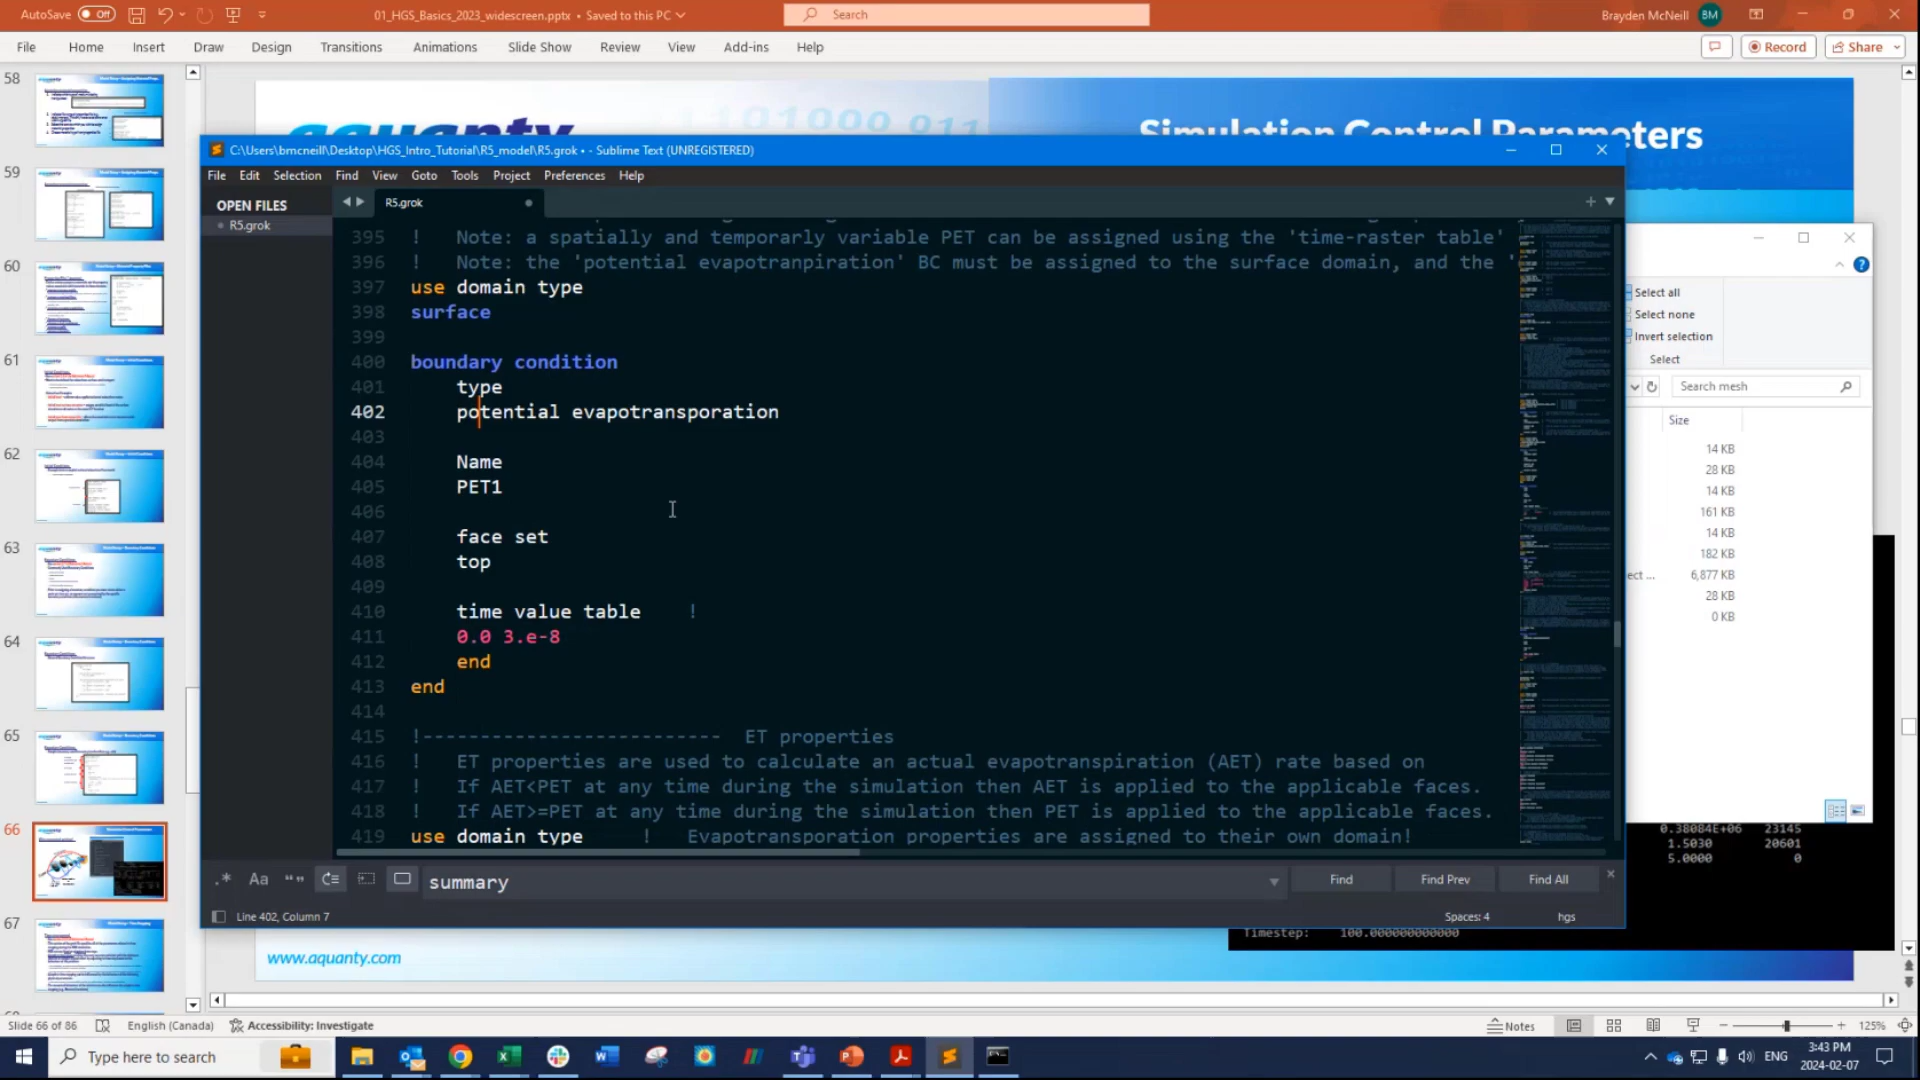 AutoSave Off
01_HGS_Basics_2023_widescreen.pptx • Saved to this PC
Search
Brayden McNeill BM
File Home Insert Draw Design Transitions Animations Slide Show Review View Add-ins Help
Record Share
58
59
60
61
62
63
64
65
66
67
Simulation Control Parameters
C:\Users\bmcneill\Desktop\HGS_Intro_Tutorial\R5_model\R5.grok • - Sublime Text (UNREGISTERED)
File Edit Selection Find View Goto Tools Project Preferences Help
OPEN FILES
R5.grok
R5.grok
395 ! Note: a spatially and temporarly variable PET can be assigned using the 'time-raster table'
396 ! Note: the 'potential evapotranpiration' BC must be assigned to the surface domain, and the '
397 use domain type
398 surface
399
400 boundary condition
401 type
402 potential evapotransporation
403
404 Name
405 PET1
406
407 face set
408 top
409
410 time value table !
411 0.0 3.e-8
412 end
413 end
414
415 !-------------------------- ET properties
416 ! ET properties are used to calculate an actual evapotranspiration (AET) rate based on
417 ! If AET<PET at any time during the simulation then AET is applied to the applicable faces.
418 ! If AET>=PET at any time during the simulation then PET is applied to the applicable faces.
419 use domain type ! Evapotransporation properties are assigned to their own domain!
.* Aa “” summary Find Find Prev Find All
Line 402, Column 7 Spaces: 4 hgs
Select all
Select none
Invert selection
Select
Search mesh
Size
14 KB
28 KB
14 KB
161 KB
14 KB
182 KB
ect ... 6,877 KB
28 KB
0 KB
0.38084E+06 23145
1.5030 20601
5.0000 0
Timestep: 100.000000000000
www.aquanty.com
Slide 66 of 86 English (Canada) Accessibility: Investigate
Notes 125%
Type here to search
ENG
3:43 PM
2024-02-07